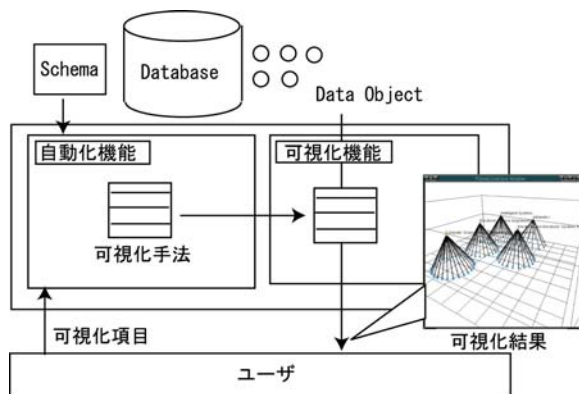 Schema
Database
Data Object
自動化機能
可視化機能
可視化手法
可視化項目
可視化結果
ユーザ